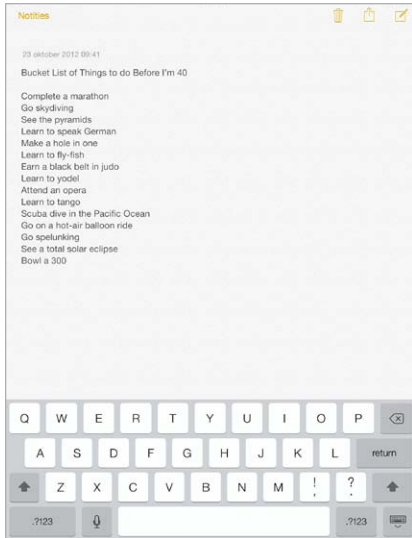 Notities
23 oktober 2012 09:41
Bucket List of Things to do Before I'm 40
Complete a marathon
Go skydiving
See the pyramids
Learn to speak German
Make a hole in one
Learn to fly-fish
Earn a black belt in judo
Learn to yodel
Attend an opera
Learn to tango
Scuba dive in the Pacific Ocean
Go on a hot-air balloon ride
Go spelunking
See a total solar eclipse
Bowl a 300
Q W E R T Y U I O P
A S D F G H J K L return
Z X C V B N M ! , ? .
.?123 .?123